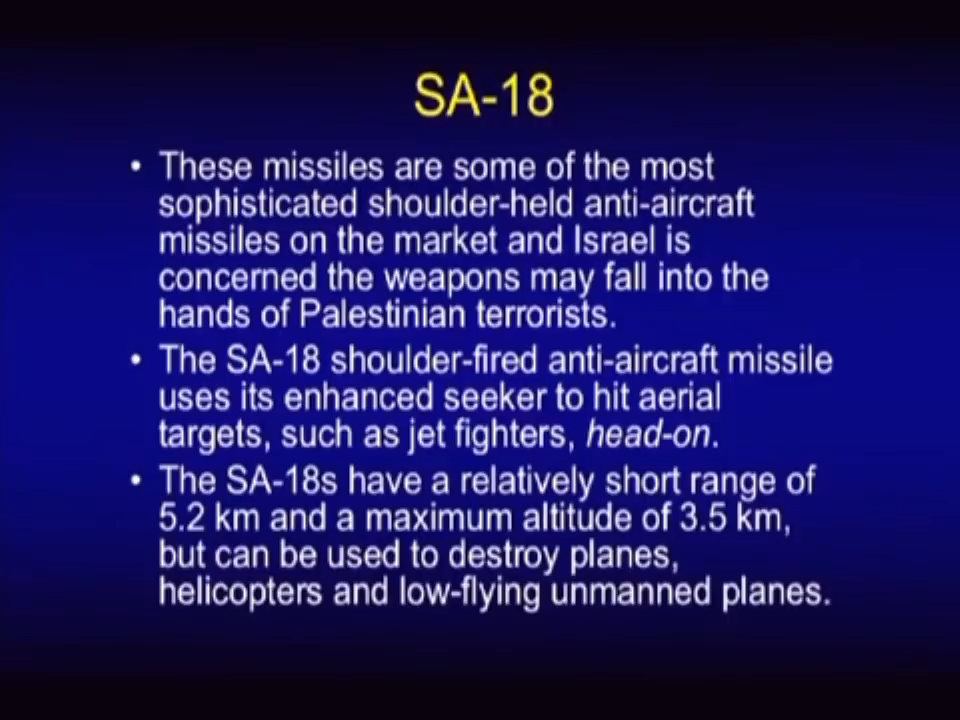 SA-18
• These missiles are some of the most
sophisticated shoulder-held anti-aircraft
missiles on the market and Israel is
concerned the weapons may fall into the
hands of Palestinian terrorists.
• The SA-18 shoulder-fired anti-aircraft missile
uses its enhanced seeker to hit aerial
targets, such as jet fighters, head-on.
• The SA-18s have a relatively short range of
5.2 km and a maximum altitude of 3.5 km,
but can be used to destroy planes,
helicopters and low-flying unmanned planes.